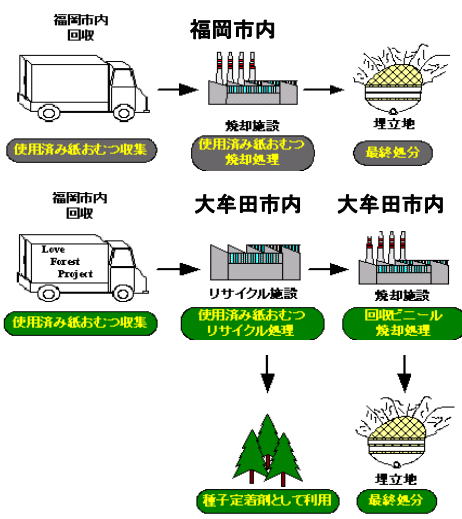 福岡市内
回収
福岡市内
焼却施設
埋立地
使用済み紙おむつ収集
使用済み紙おむつ
焼却処理
最終処分
福岡市内
回収
大牟田市内
大牟田市内
Love
Forest
Project
リサイクル施設
焼却施設
使用済み紙おむつ収集
使用済み紙おむつ
リサイクル処理
回収ビニール
焼却処理
埋立地
種子定着剤として利用
最終処分